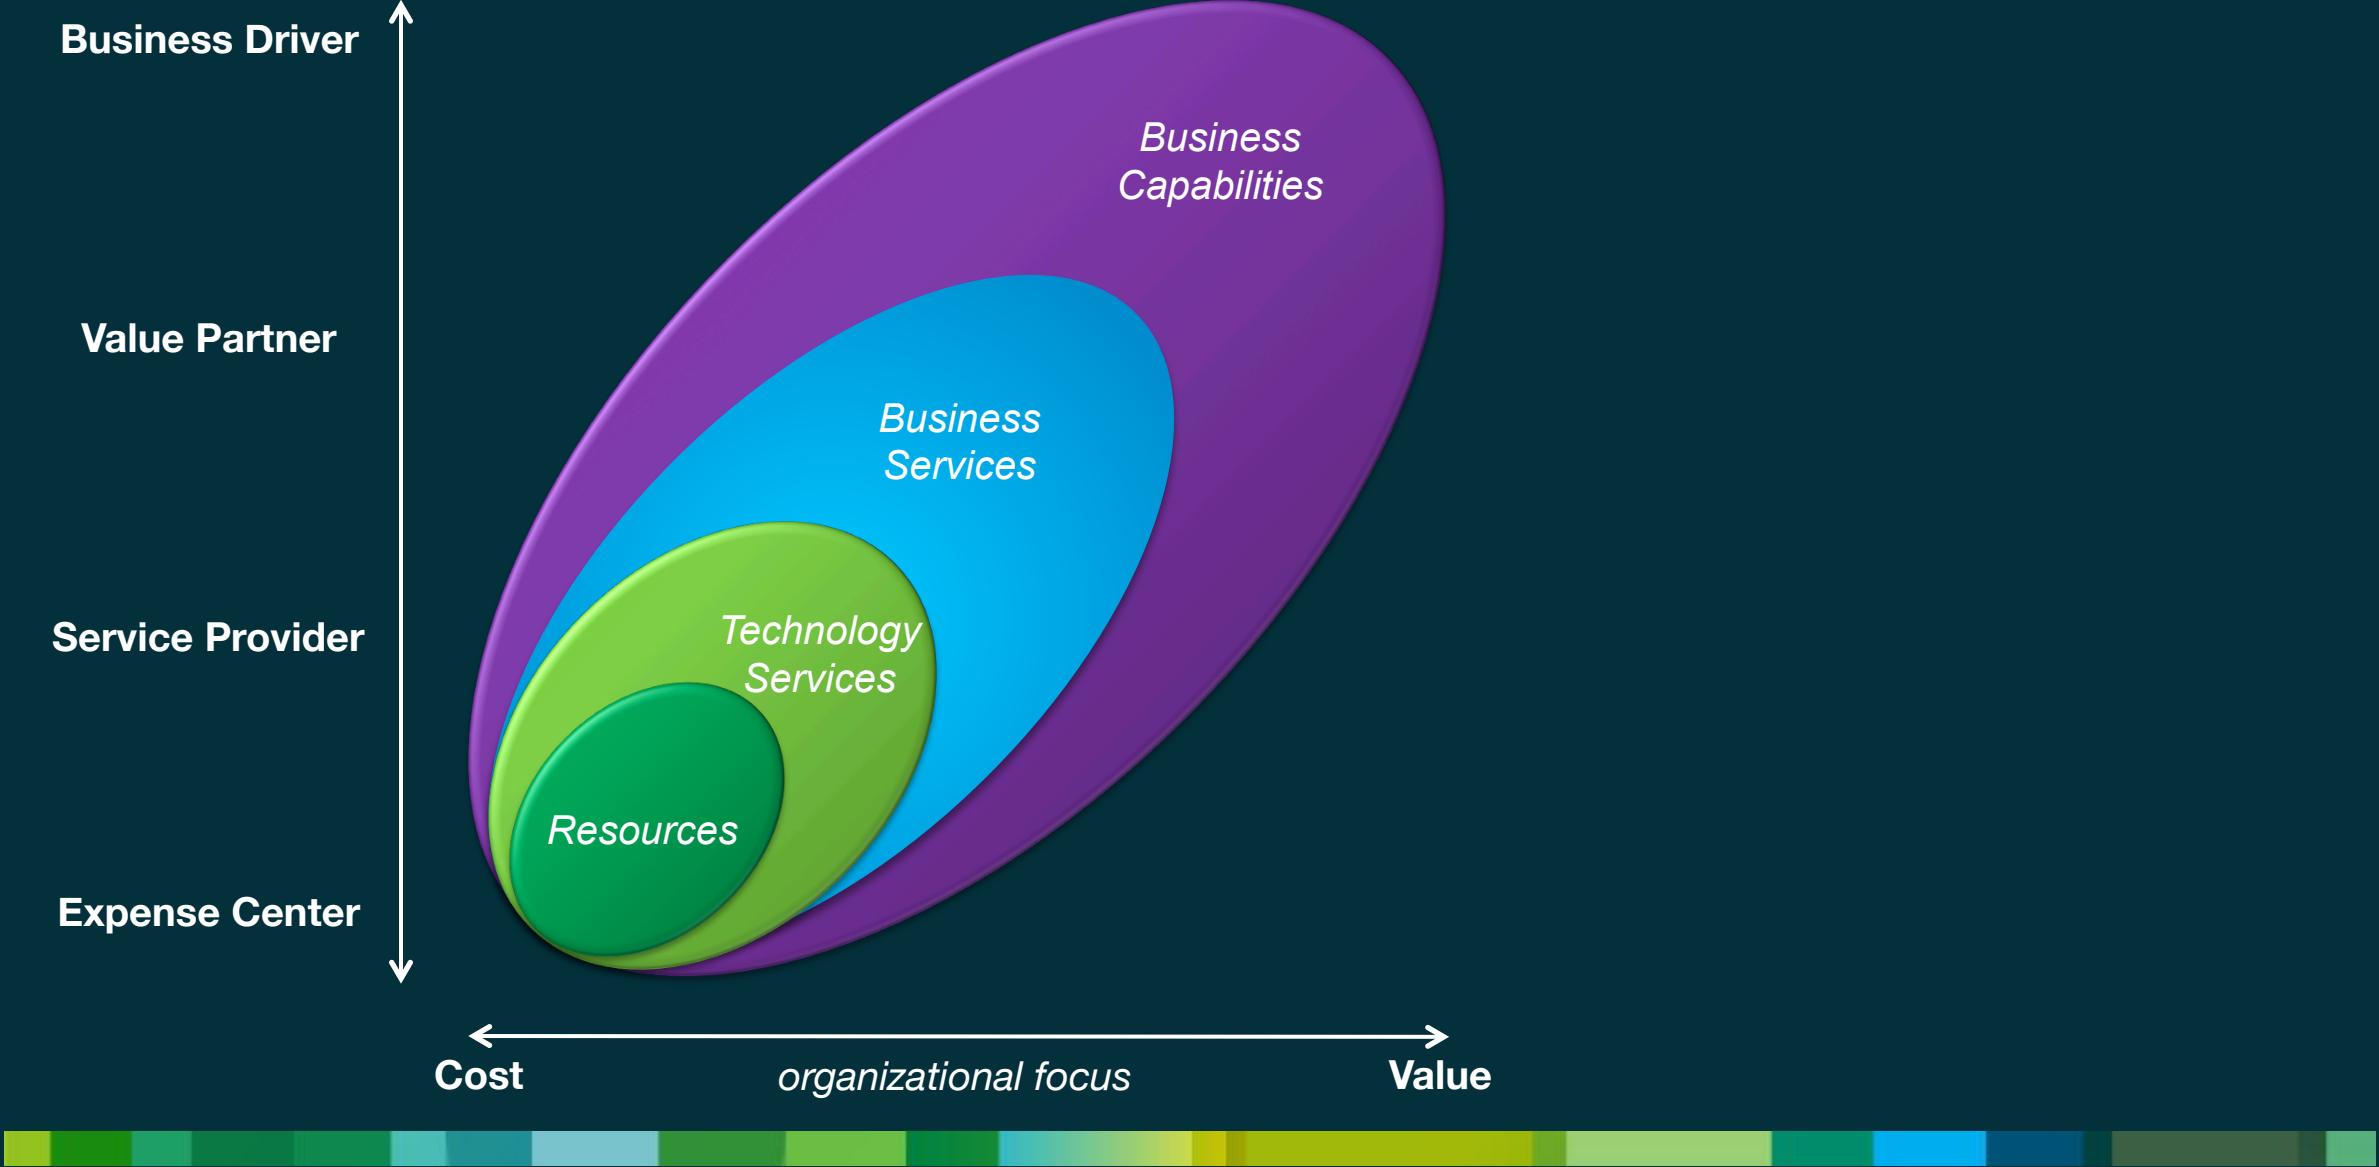 Business Driver
Business
Capabilities
Value Partner
Business
Services
Service Provider
Technology
Services
Resources
Expense Center
Cost
organizational focus
Value